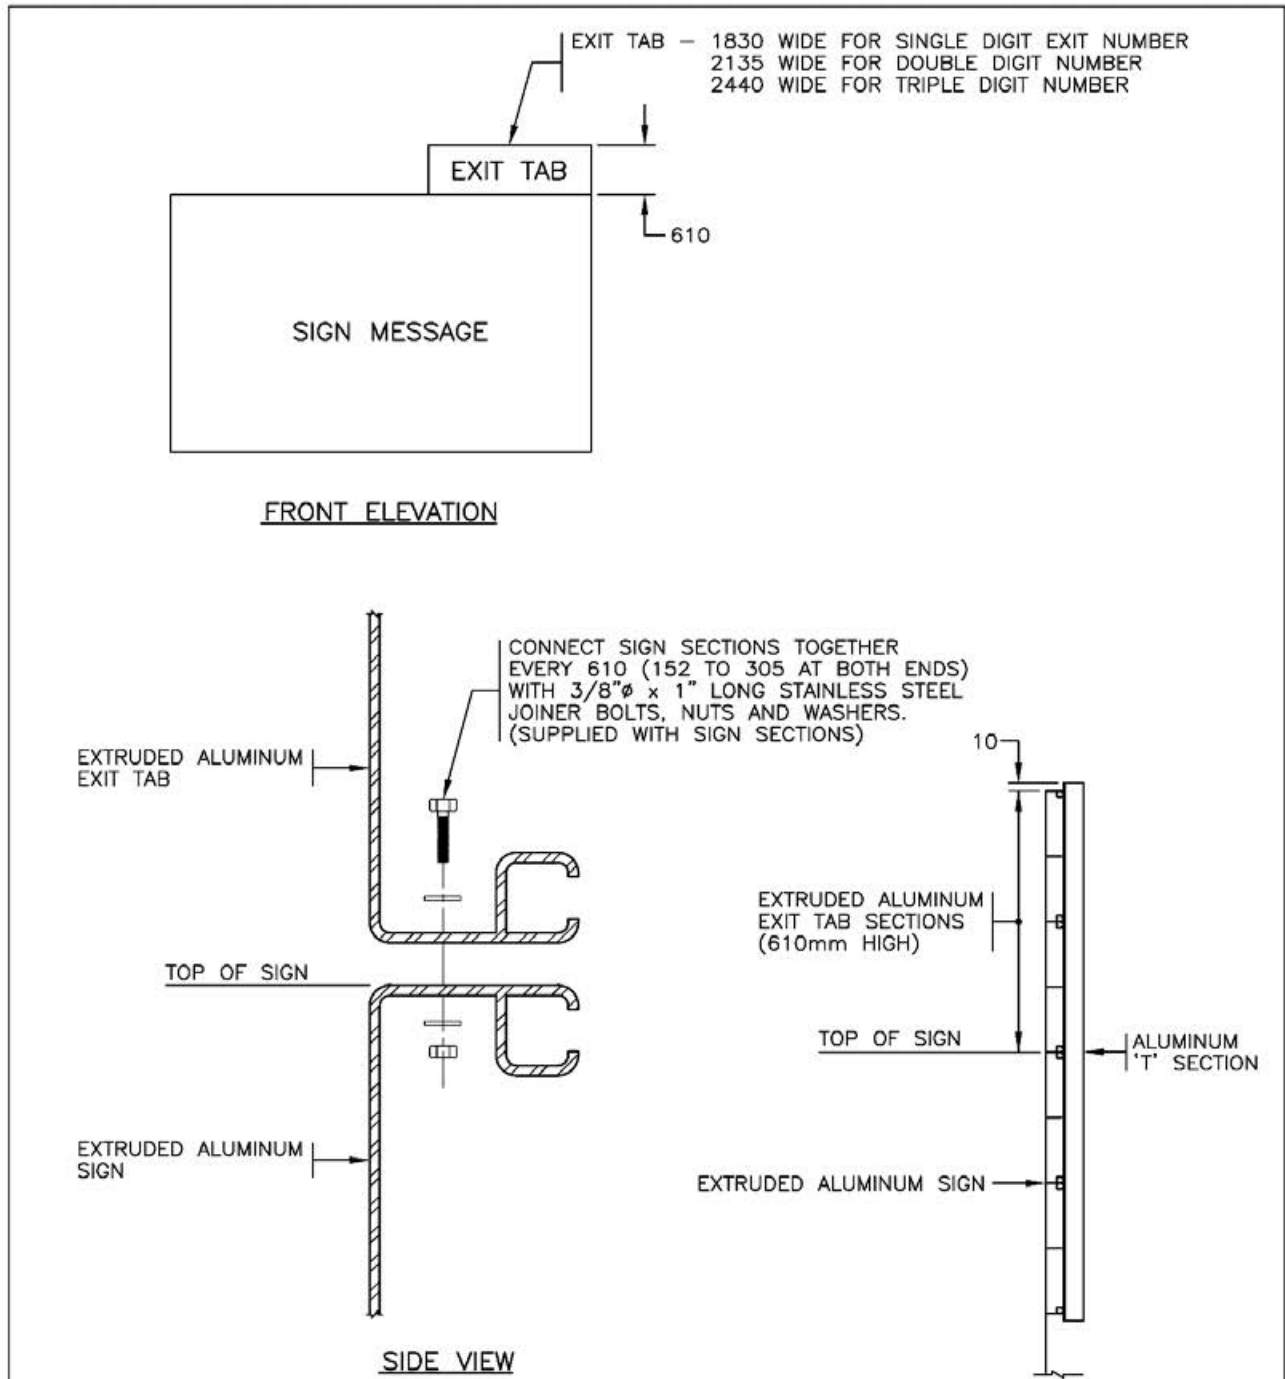 EXIT TAB – 1830 WIDE FOR SINGLE DIGIT EXIT NUMBER
2135 WIDE FOR DOUBLE DIGIT NUMBER
2440 WIDE FOR TRIPLE DIGIT NUMBER
EXIT TAB
610
SIGN MESSAGE
FRONT ELEVATION
CONNECT SIGN SECTIONS TOGETHER
EVERY 610 (152 TO 305 AT BOTH ENDS)
WITH 3/8"ø x 1" LONG STAINLESS STEEL
JOINER BOLTS, NUTS AND WASHERS.
(SUPPLIED WITH SIGN SECTIONS)
EXTRUDED ALUMINUM
EXIT TAB
TOP OF SIGN
EXTRUDED ALUMINUM
SIGN
SIDE VIEW
10
EXTRUDED ALUMINUM
EXIT TAB SECTIONS
(610mm HIGH)
TOP OF SIGN
ALUMINUM
'T' SECTION
EXTRUDED ALUMINUM SIGN